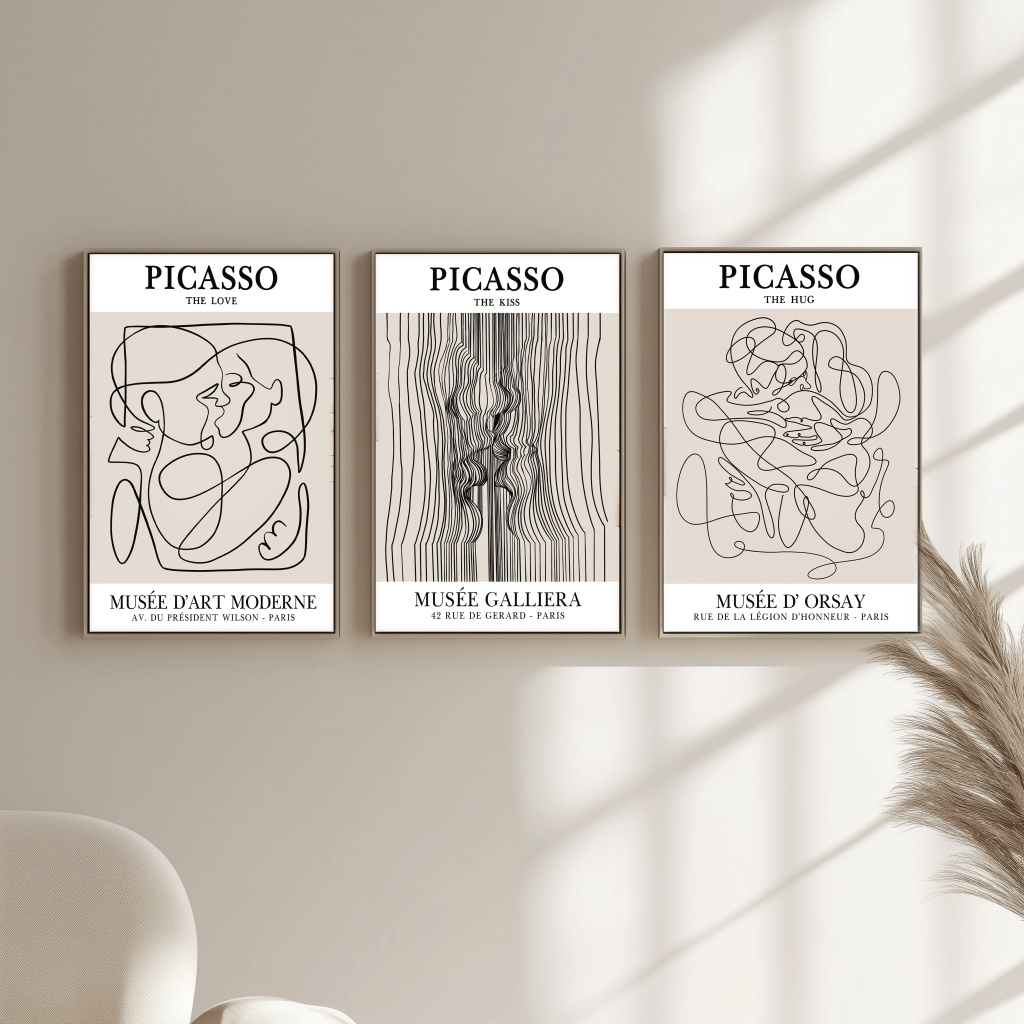 PICASSO
THE LOVE
MUSÉE D'ART MODERNE
AV. DU PRÉSIDENT WILSON - PARIS
PICASSO
THE KISS
MUSÉE GALLIERA
42 RUE DE GERARD - PARIS
PICASSO
THE HUG
MUSÉE D' ORSAY
RUE DE LA LÉGION D'HONNEUR - PARIS